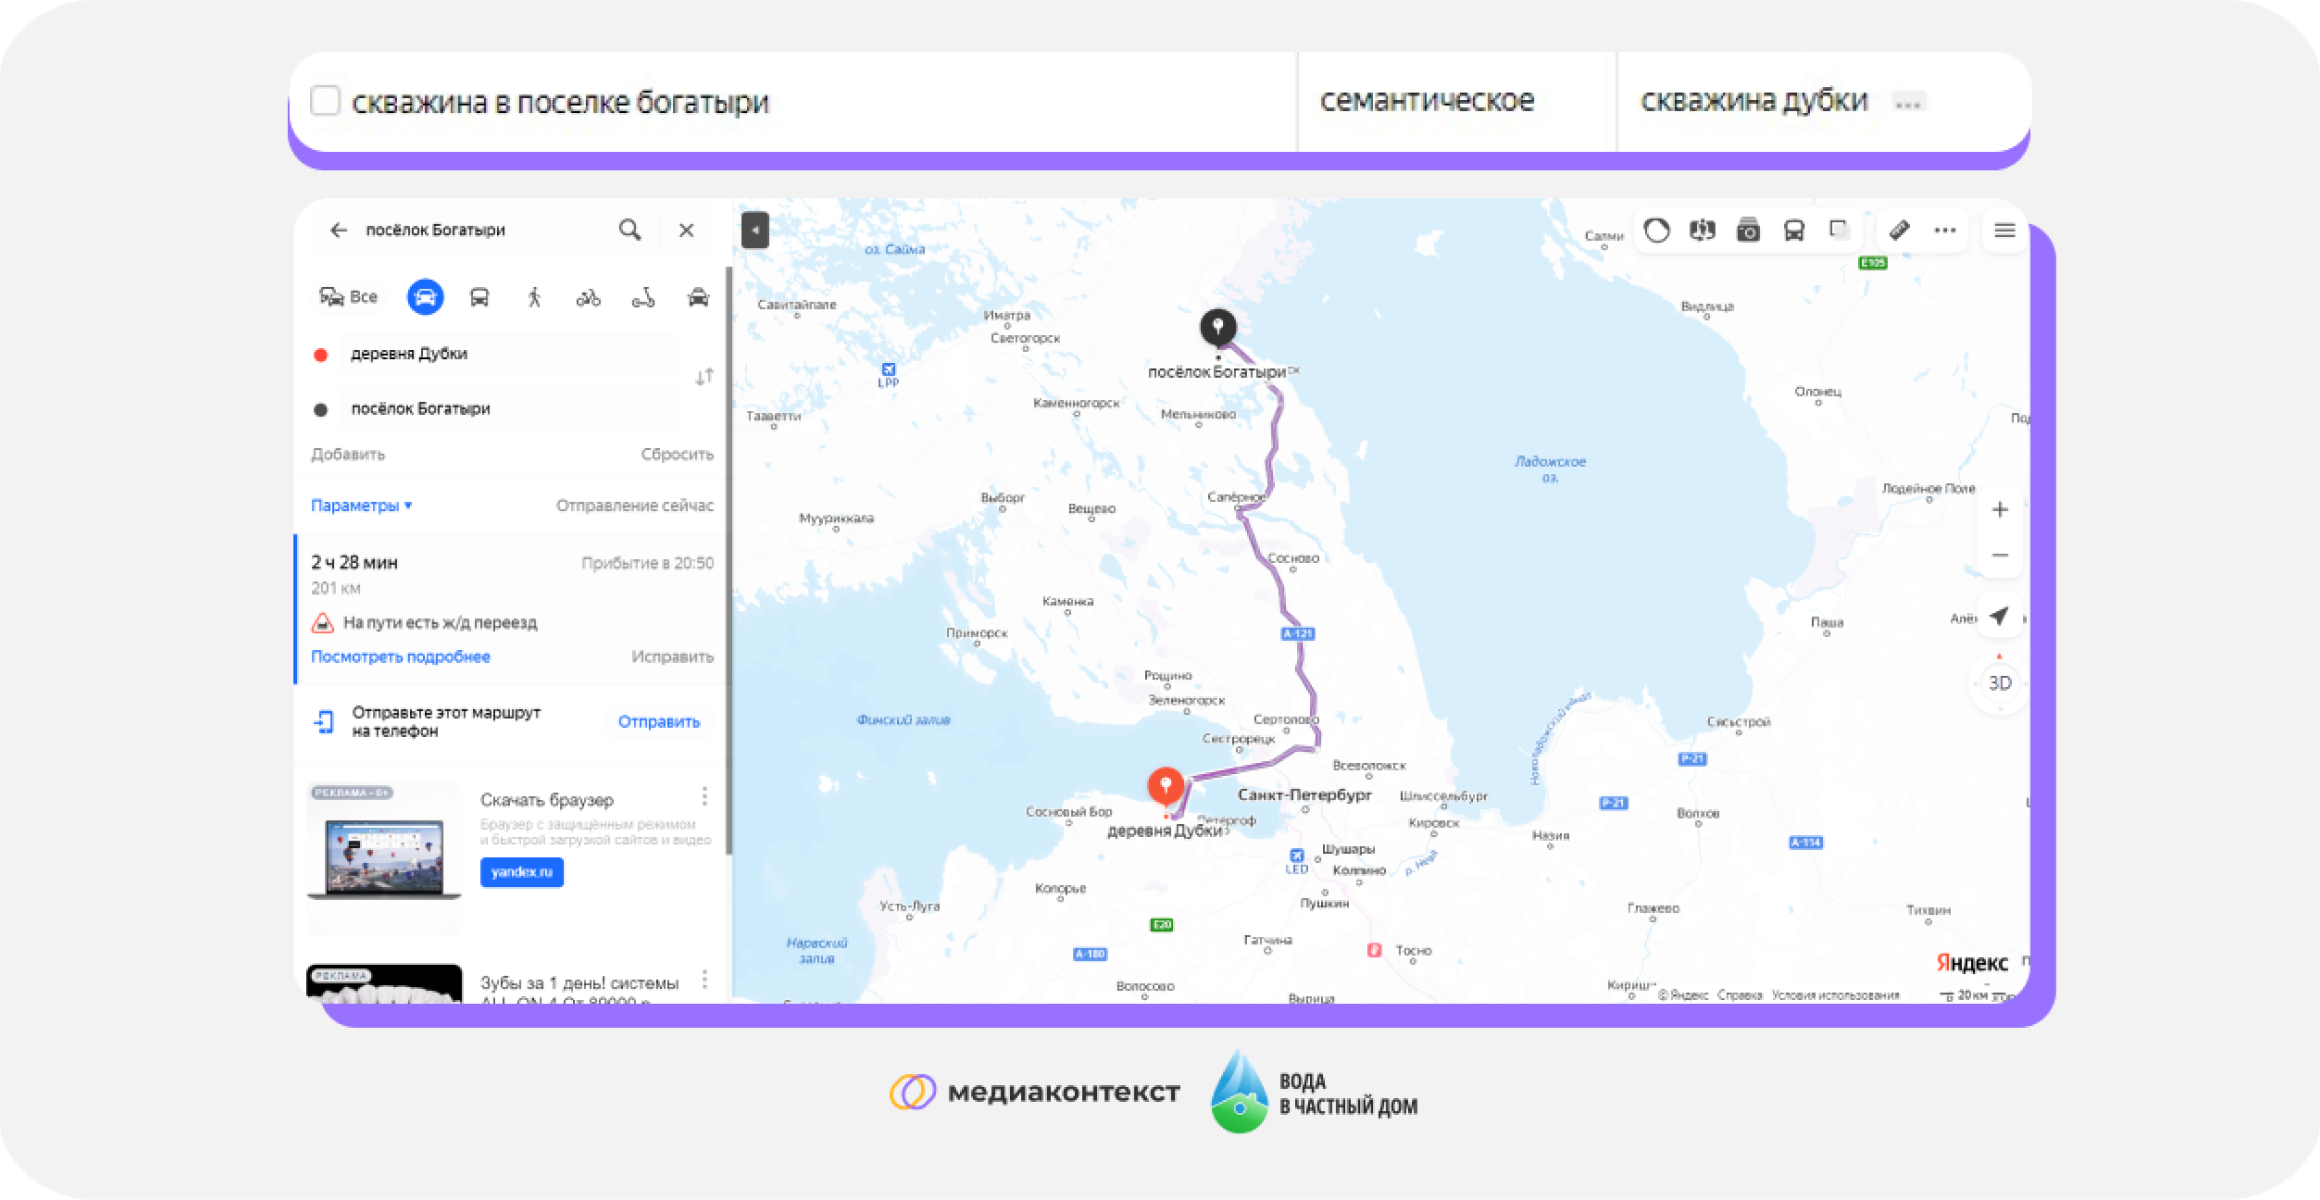 скважина в поселке богатыри
семантическое
скважина дубки ...
посёлок Богатыри
Все
деревня Дубки
посёлок Богатыри
Добавить
Сбросить
Параметры
Отправление сейчас
2 ч 28 мин
Прибытие в 20:50
201 км
На пути есть ж/д переезд
Посмотреть подробнее
Исправить
Отправьте этот маршрут
на телефон
Отправить
РЕКЛАМА • 0+
Скачать браузер
Браузер с защищённым режимом
и быстрой загрузкой сайтов и видео
yandex.ru
РЕКЛАМА
Зубы за 1 день! системы
ALL-ON-4 От 89000 р
оз. Сайма
Салми
E105
Савитайпале
Иматра
Светогорск
Видлица
LPP
посёлок Богатыри
Олонец
Каменногорск
Мельниково
Тааветти
Ладожское
оз.
Лодейное Поле
Выборг
Вещево
Сапёрное
Муурикkала
Сосново
Каменка
Приморск
А-121
Паша
Рощино
Зеленогорск
3D
Финский залив
Сертолово
Сестрорецк
Новоладожский канал
Сясьстрой
Р-21
Всеволожск
Санкт-Петербург
Шлиссельбург
Р-21
Сосновый Бор
деревня Дубки
Петергоф
Кировск
Волхов
Назия
А-114
Шушары
LED
Колпино
р. Нева
Копорье
Пушкин
Усть-Луга
Глажево
Тихвин
E20
Нарвский
залив
А-180
Гатчина
Тосно
Яндекс
Волосово
Вырица
Кириши
© Яндекс Справка Условия использования
20 км
медиаконтекст
ВОДА
В ЧАСТНЫЙ ДОМ